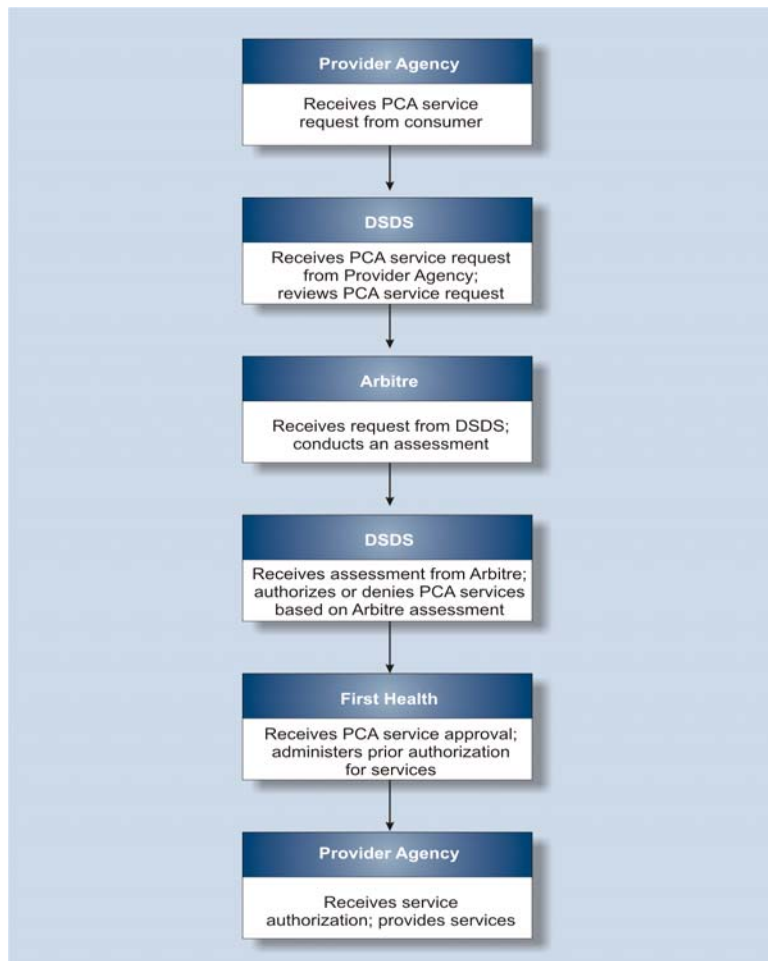 Provider Agency
Receives PCA service
request from consumer
DSDS
Receives PCA service request
from Provider Agency;
reviews PCA service request
Arbitre
Receives request from DSDS;
conducts an assessment
DSDS
Receives assessment from Arbitre;
authorizes or denies PCA services
based on Arbitre assessment
First Health
Receives PCA service approval;
administers prior authorization
for services
Provider Agency
Receives service
authorization; provides services